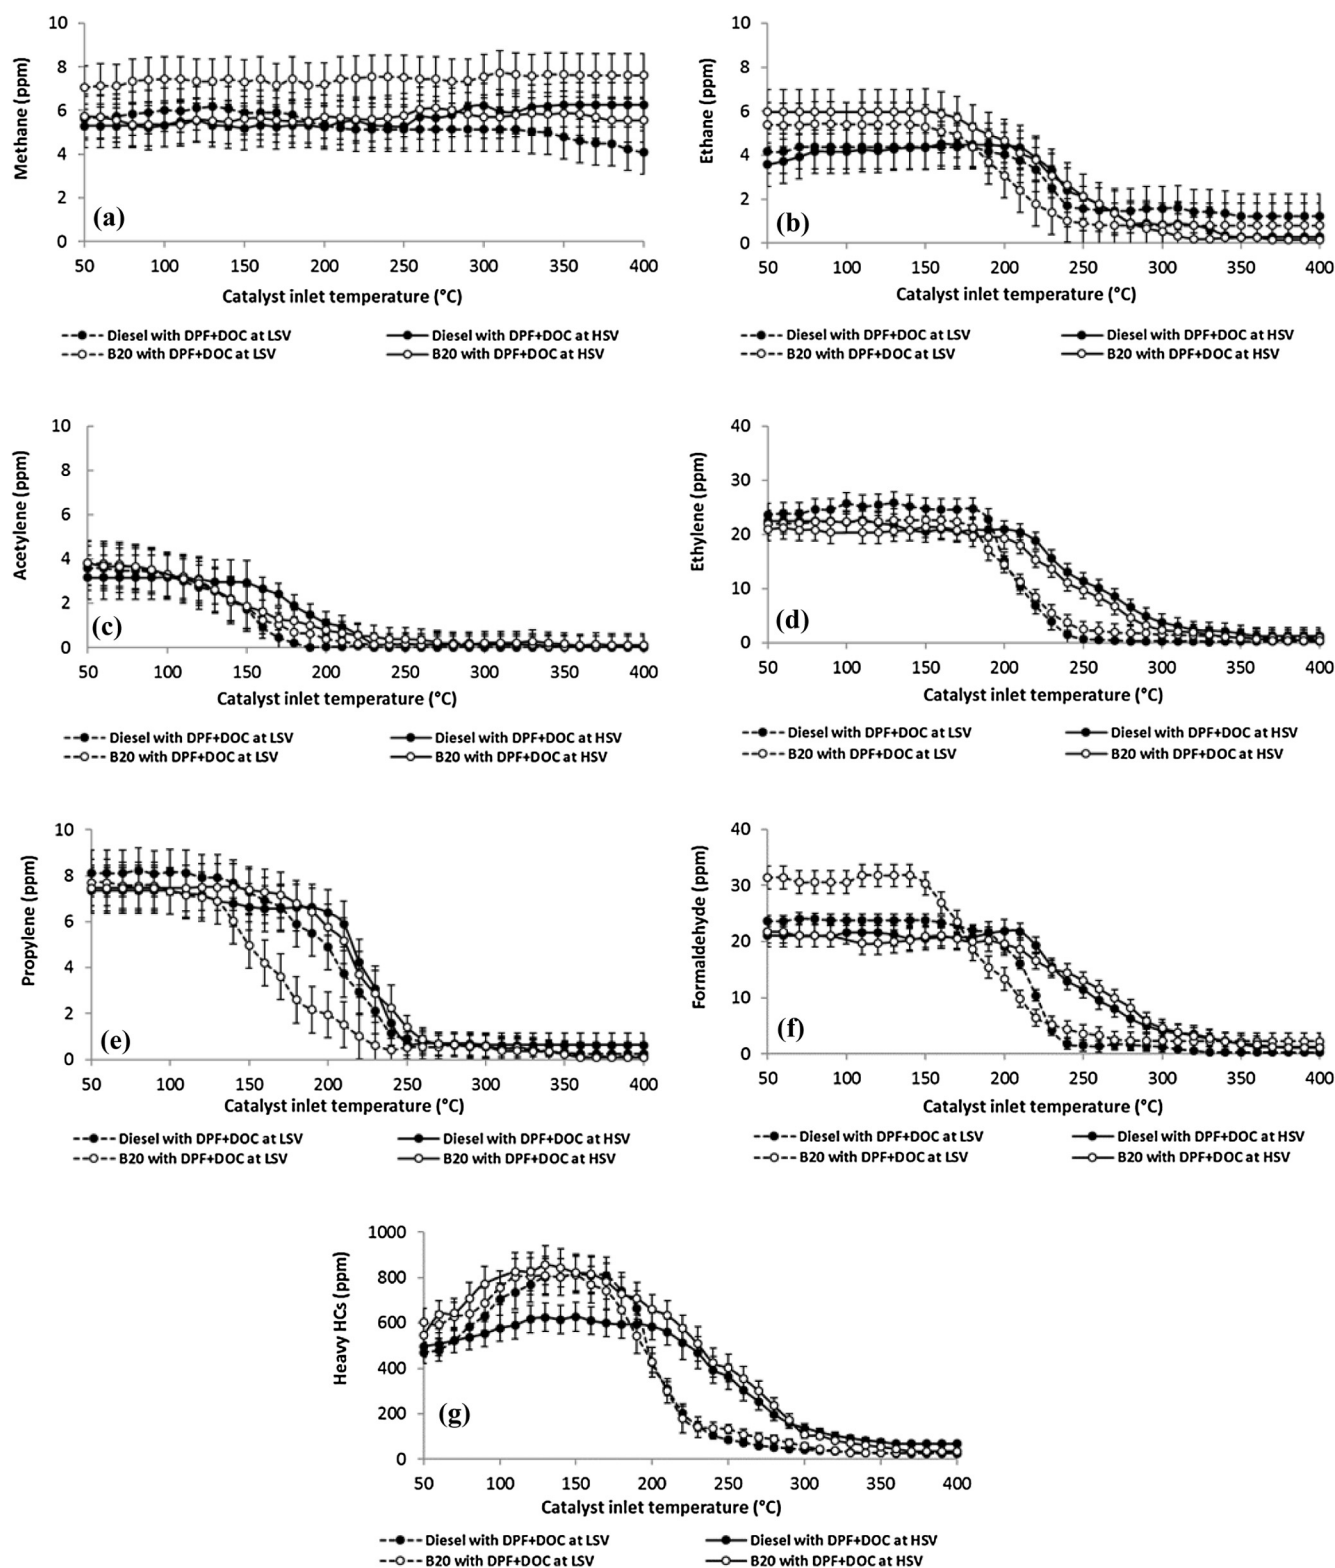 10
8
6
4
2
0
Methane (ppm)
(a)
50 100 150 200 250 300 350 400
Catalyst inlet temperature (°C)
Diesel with DPF+DOC at LSV Diesel with DPF+DOC at HSV
B20 with DPF+DOC at LSV B20 with DPF+DOC at HSV
10
8
6
4
2
0
Ethane (ppm)
(b)
50 100 150 200 250 300 350 400
Catalyst inlet temperature (°C)
Diesel with DPF+DOC at LSV Diesel with DPF+DOC at HSV
B20 with DPF+DOC at LSV B20 with DPF+DOC at HSV
10
8
6
4
2
0
Acetylene (ppm)
(c)
50 100 150 200 250 300 350 400
Catalyst inlet temperature (°C)
Diesel with DPF+DOC at LSV Diesel with DPF+DOC at HSV
B20 with DPF+DOC at LSV B20 with DPF+DOC at HSV
40
30
20
10
0
Ethylene (ppm)
(d)
50 100 150 200 250 300 350 400
Catalyst inlet temperature (°C)
Diesel with DPF+DOC at LSV Diesel with DPF+DOC at HSV
B20 with DPF+DOC at LSV B20 with DPF+DOC at HSV
10
8
6
4
2
0
Propylene (ppm)
(e)
50 100 150 200 250 300 350 400
Catalyst inlet temperature (°C)
Diesel with DPF+DOC at LSV Diesel with DPF+DOC at HSV
B20 with DPF+DOC at LSV B20 with DPF+DOC at HSV
40
30
20
10
0
Formaldehyde (ppm)
(f)
50 100 150 200 250 300 350 400
Catalyst inlet temperature (°C)
Diesel with DPF+DOC at LSV Diesel with DPF+DOC at HSV
B20 with DPF+DOC at LSV B20 with DPF+DOC at HSV
1000
800
600
400
200
0
Heavy HCs (ppm)
(g)
50 100 150 200 250 300 350 400
Catalyst inlet temperature (°C)
Diesel with DPF+DOC at LSV Diesel with DPF+DOC at HSV
B20 with DPF+DOC at LSV B20 with DPF+DOC at HSV